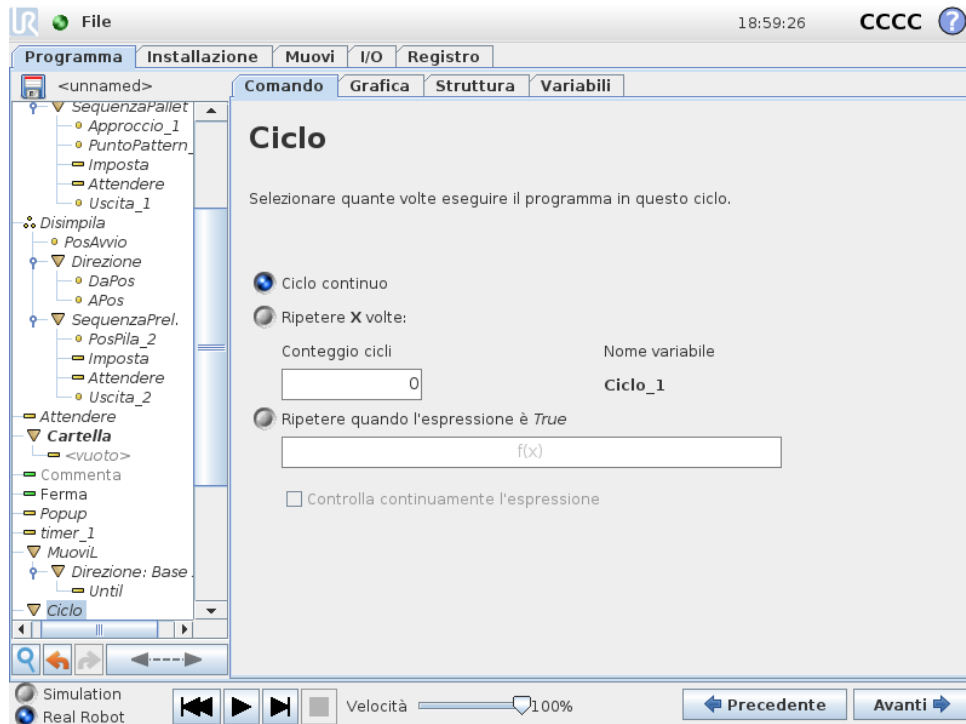 UR File 18:59:26 CCCC ?
Programma Installazione Muovi I/O Registro
<unnamed> Comando Grafica Struttura Variabili
SequenzaPallet
Approccio_1
PuntoPattern_
Imposta
Attendere
Uscita_1
Disimpila
PosAvvio
Direzione
DaPos
APos
SequenzaPrel.
PosPila_2
Imposta
Attendere
Uscita_2
Attendere
Cartella
<vuoto>
Commenta
Ferma
Popup
timer_1
MuoviL
Direzione: Base .
Until
Ciclo
Ciclo
Selezionare quante volte eseguire il programma in questo ciclo.
Ciclo continuo
Ripetere X volte:
Conteggio cicli Nome variabile
0 Ciclo_1
Ripetere quando l'espressione è True
f(x)
Controlla continuamente l'espressione
Simulation
Real Robot
Velocità 100%
Precedente Avanti